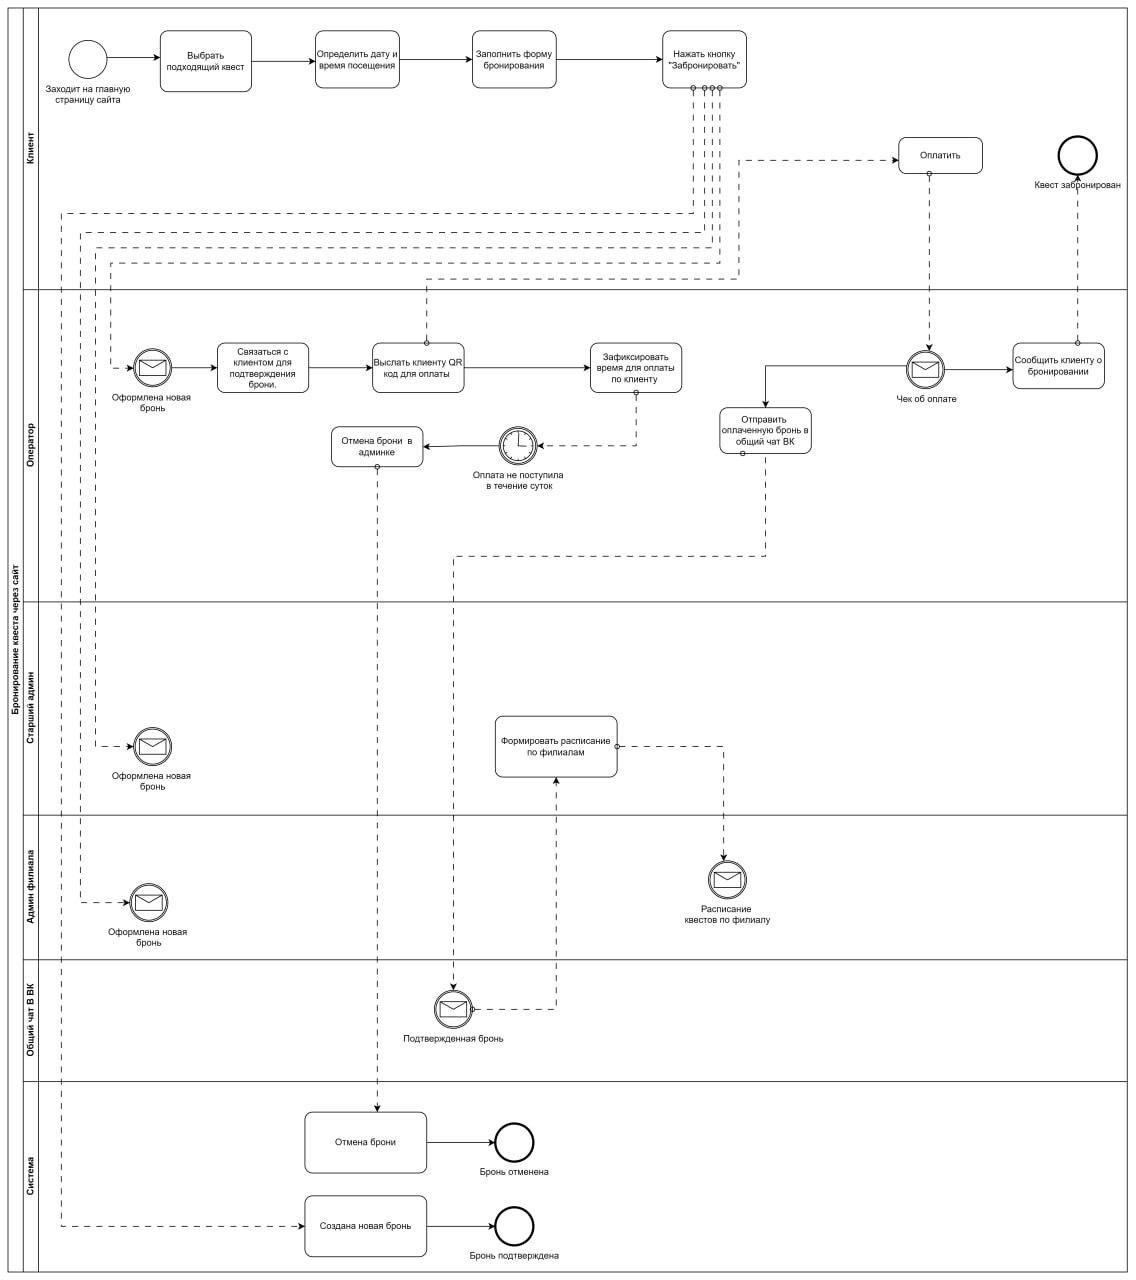 Бронирование квеста через сайт
Клиент
Заходит на главную
страницу сайта
Выбрать
подходящий квест
Определить дату и
время посещения
Заполнить форму
бронирования
Нажать кнопку
"Забронировать"
Оплатить
Квест забронирован
Оператор
Оформлена новая
бронь
Связаться с
клиентом для
подтверждения
брони.
Выслать клиенту QR
код для оплаты
Зафиксировать
время для оплаты
по клиенту
Чек об оплате
Сообщить клиенту о
бронировании
Отправить
оплаченную бронь в
общий чат ВК
Отмена брони в
админке
Оплата не поступила
в течение суток
Старший админ
Оформлена новая
бронь
Формировать расписание
по филиалам
Админ филиала
Оформлена новая
бронь
Расписание
квестов по филиалу
Общий чат В ВК
Подтвержденная бронь
Система
Отмена брони
Бронь отменена
Создана новая бронь
Бронь подтверждена